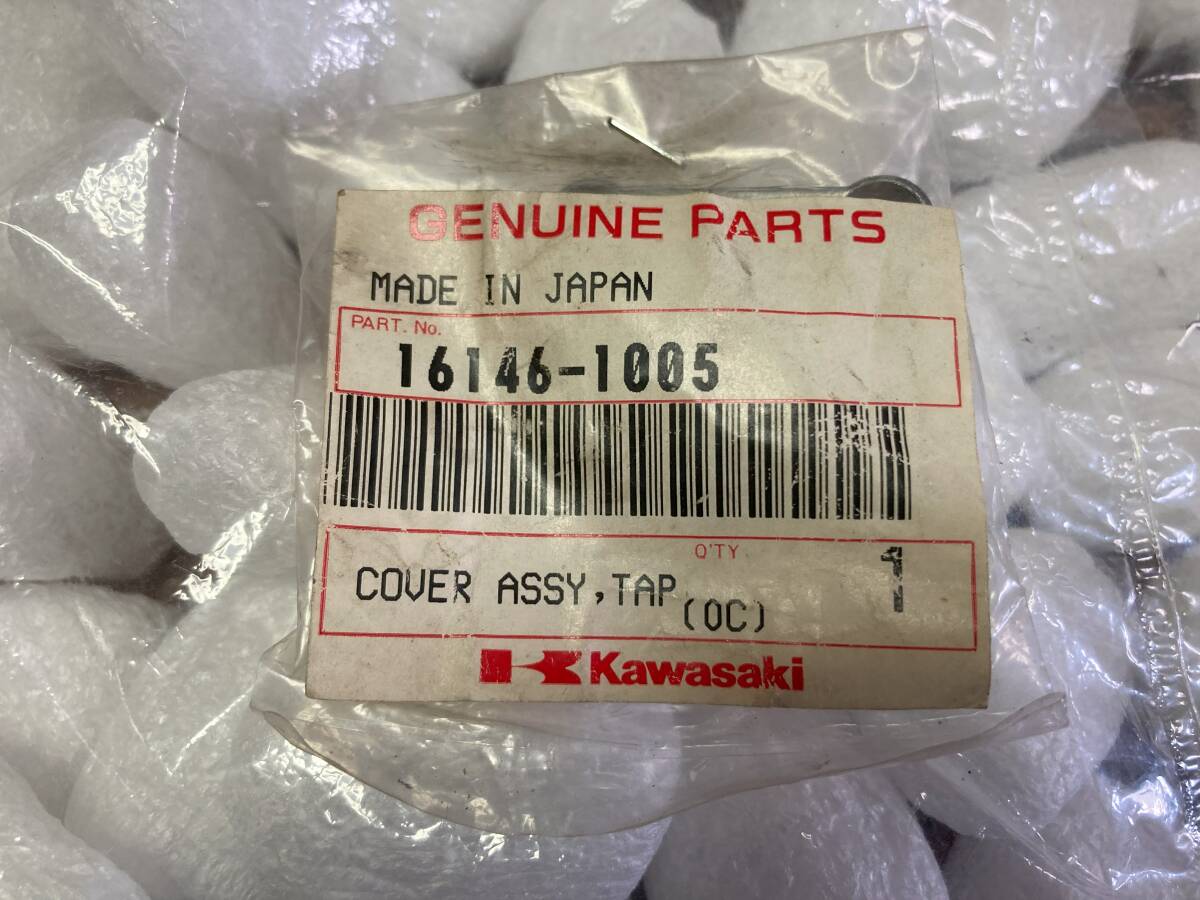 GENUINE PARTS
MADE IN JAPAN
PART. No.
16146-1005
Q'TY
COVER ASSY,TAP(OC) 1
Kawasaki